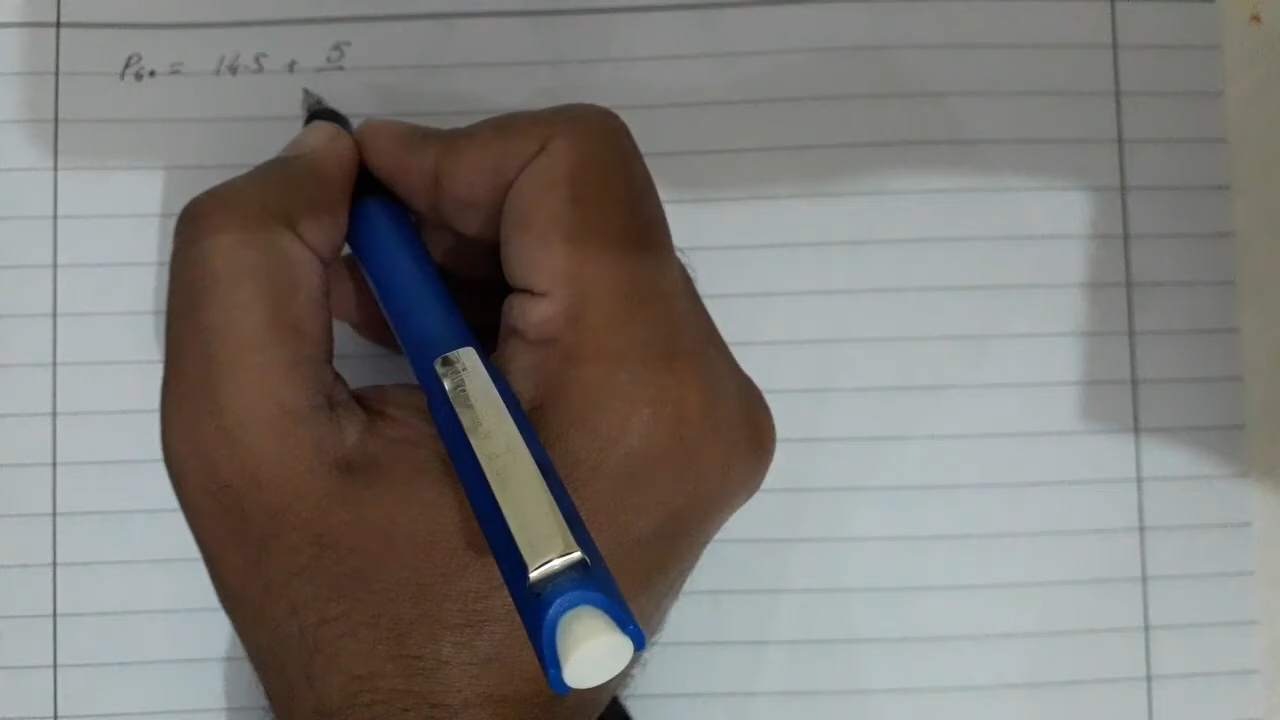 P₆₀ = 14.5 + 5